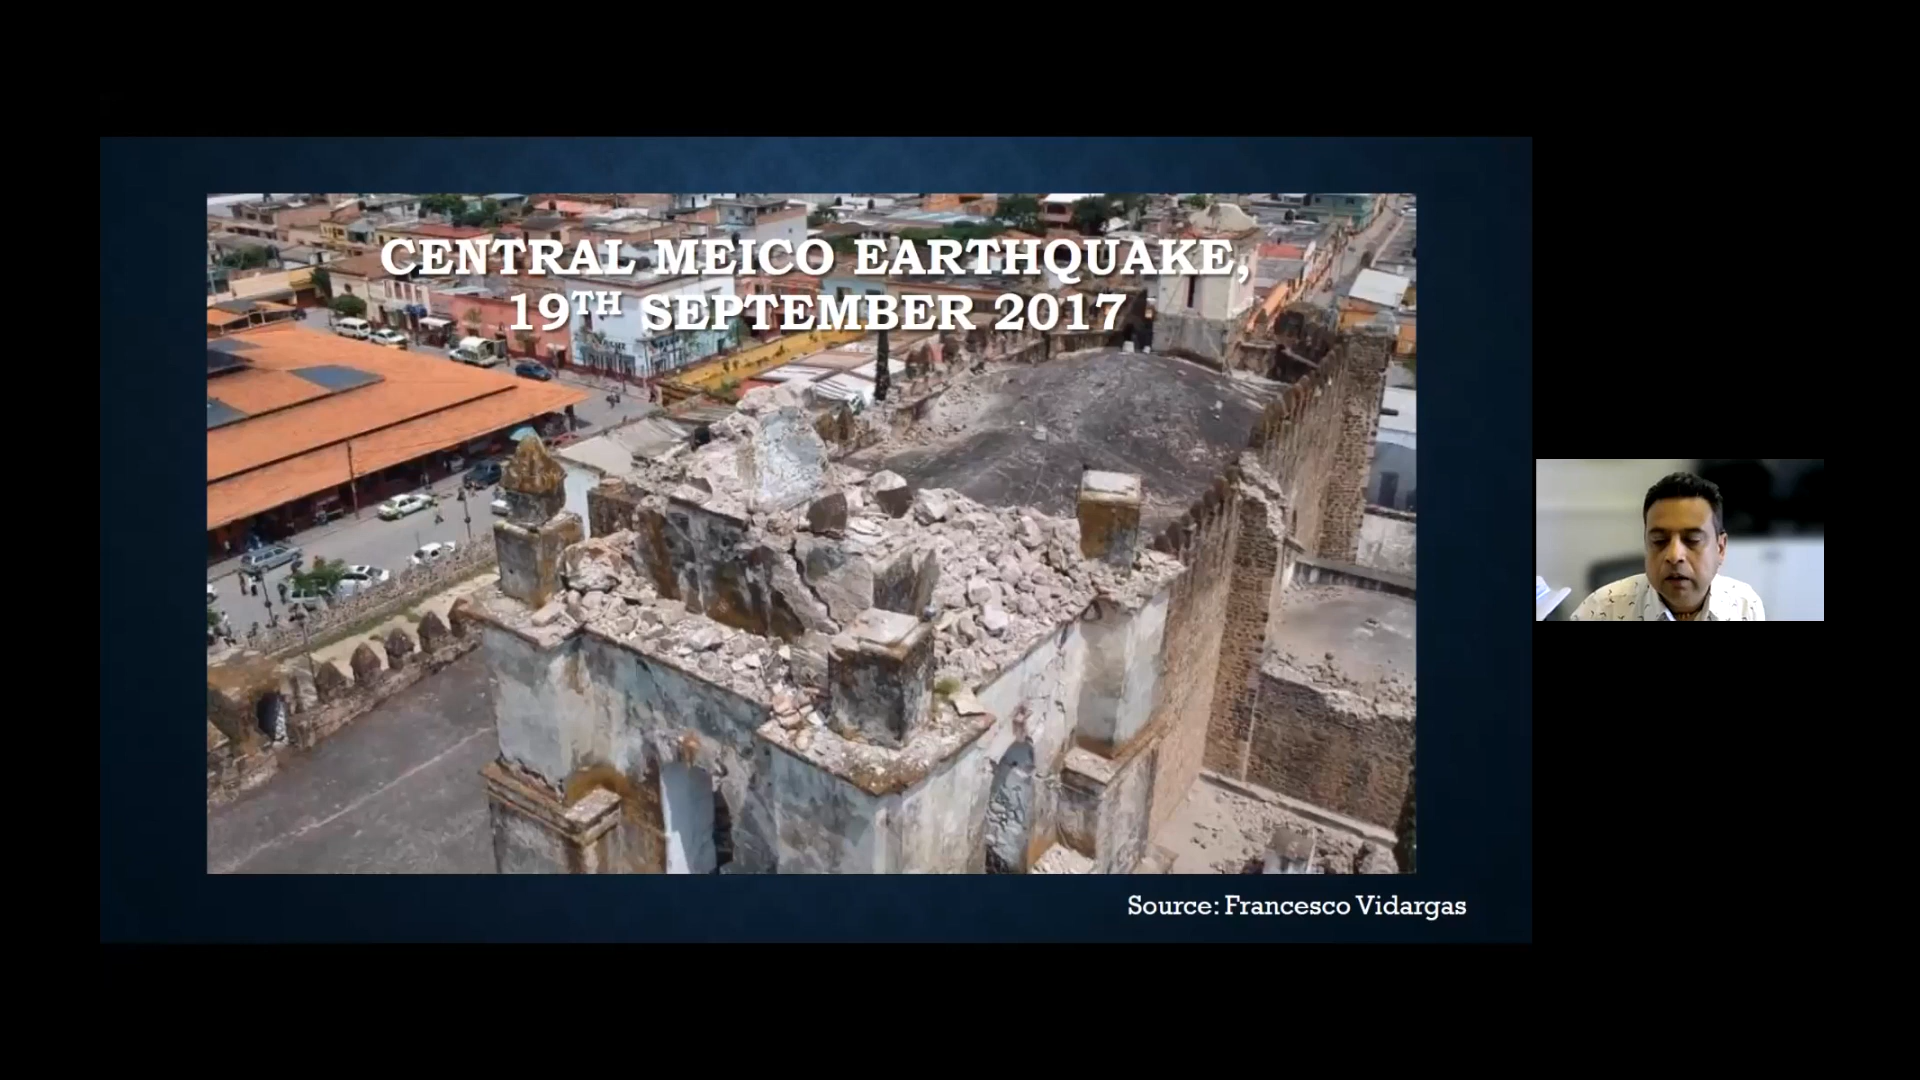 CENTRAL MEICO EARTHQUAKE,
19TH SEPTEMBER 2017
Source: Francesco Vidargas